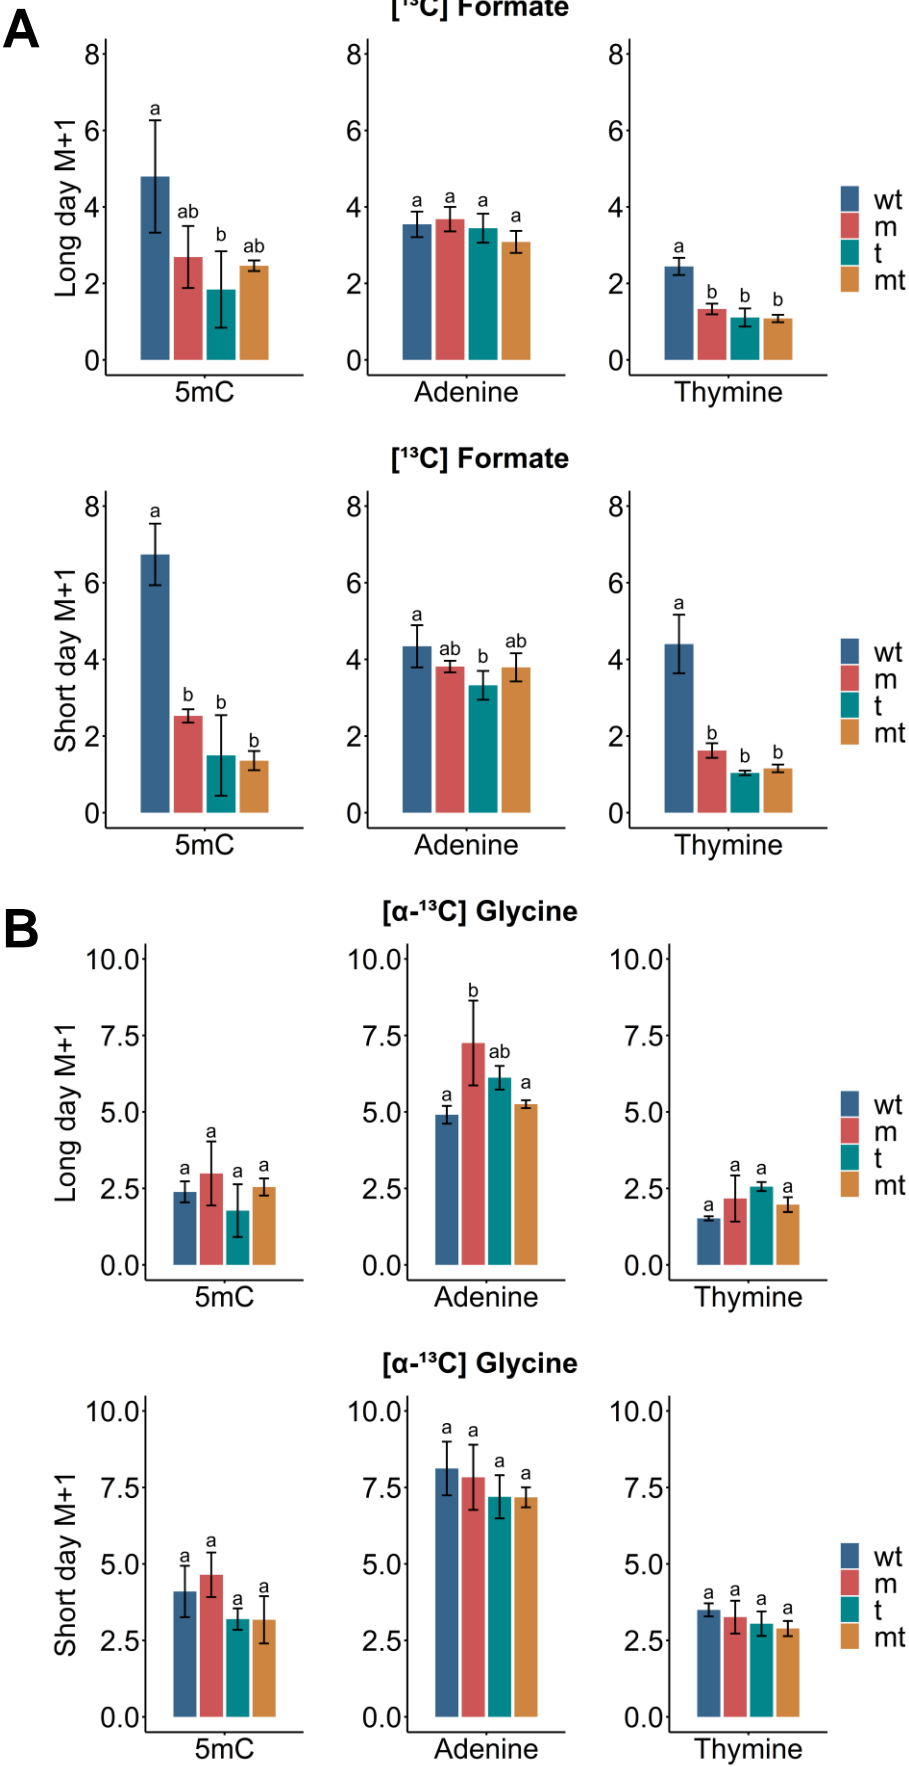 A
[¹³C] Formate
Long day M+1
8
6
4
2
0
a
ab
b
ab
5mC
8
6
4
2
0
a
a
a
a
Adenine
8
6
4
2
0
a
b
b
b
Thymine
wt
m
t
mt
[¹³C] Formate
Short day M+1
8
6
4
2
0
a
b
b
b
5mC
8
6
4
2
0
a
ab
b
ab
Adenine
8
6
4
2
0
a
b
b
b
Thymine
wt
m
t
mt
B
[α-¹³C] Glycine
Long day M+1
10.0
7.5
5.0
2.5
0.0
a
a
a
a
5mC
10.0
7.5
5.0
2.5
0.0
a
b
ab
a
Adenine
10.0
7.5
5.0
2.5
0.0
a
a
a
a
Thymine
wt
m
t
mt
[α-¹³C] Glycine
Short day M+1
10.0
7.5
5.0
2.5
0.0
a
a
a
a
5mC
10.0
7.5
5.0
2.5
0.0
a
a
a
a
Adenine
10.0
7.5
5.0
2.5
0.0
a
a
a
a
Thymine
wt
m
t
mt